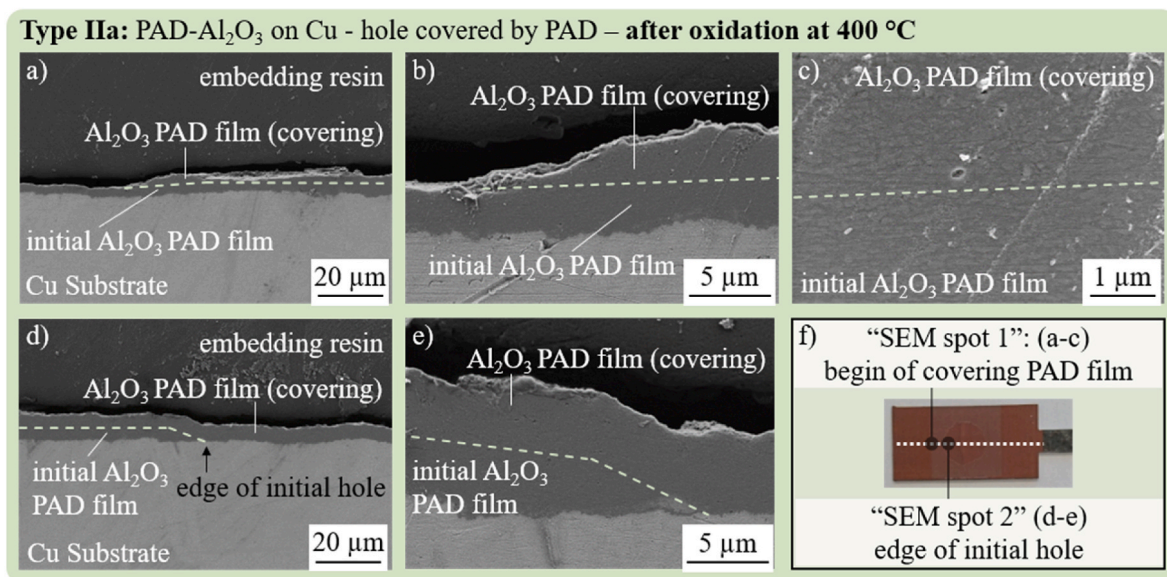 Type IIa: PAD-Al₂O₃ on Cu - hole covered by PAD – after oxidation at 400 °C
a)
embedding resin
Al₂O₃ PAD film (covering)
initial Al₂O₃ PAD film
Cu Substrate
20 µm
b)
Al₂O₃ PAD film (covering)
initial Al₂O₃ PAD film
5 µm
c)
Al₂O₃ PAD film (covering)
initial Al₂O₃ PAD film
1 µm
d)
embedding resin
Al₂O₃ PAD film (covering)
initial Al₂O₃
PAD film
edge of initial hole
Cu Substrate
20 µm
e)
Al₂O₃ PAD film (covering)
initial Al₂O₃
PAD film
5 µm
f)
“SEM spot 1”: (a-c)
begin of covering PAD film
“SEM spot 2” (d-e)
edge of initial hole